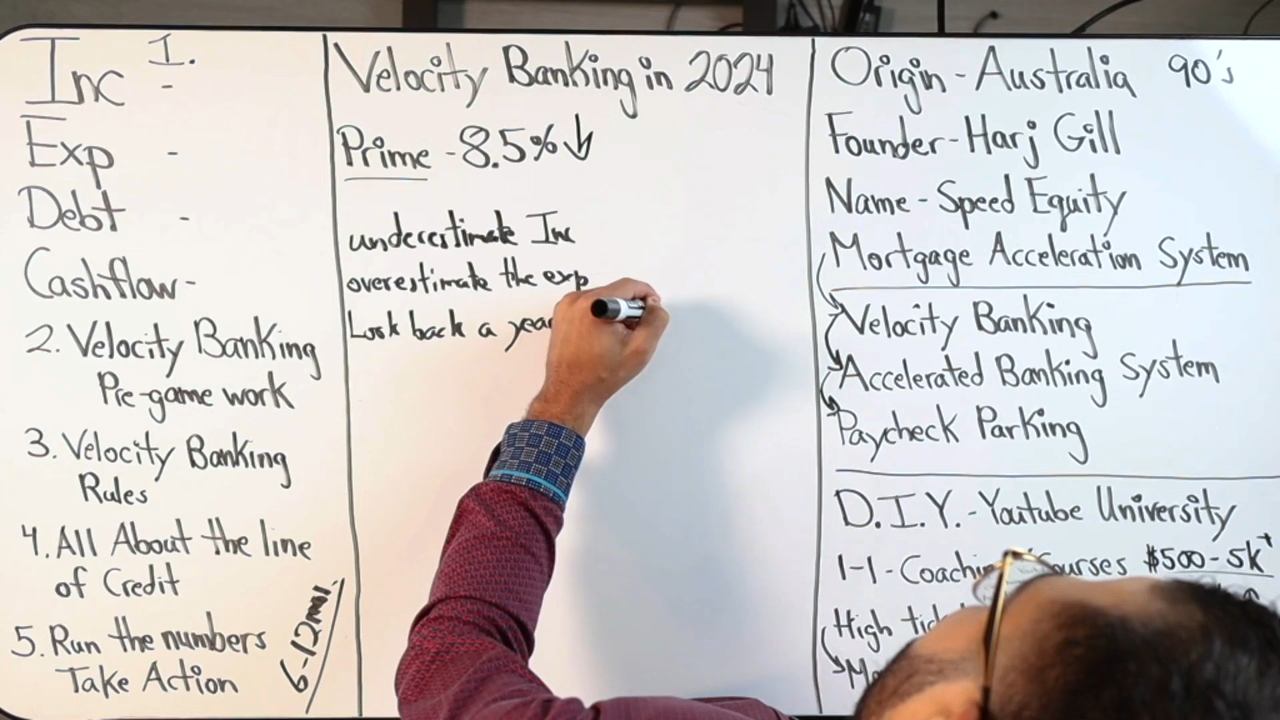 1.
Inc -
Exp -
Debt -
Cashflow -
2. Velocity Banking
Pre-game work
3. Velocity Banking
Rules
4. All About the line
of Credit
5. Run the numbers
Take Action
6-12mo.
Velocity Banking in 2024
Prime - 8.5% ↓
underestimate Inc
overestimate the exp
Look back a year
Origin - Australia 90's
Founder - Harj Gill
Name - Speed Equity
Mortgage Acceleration System
Velocity Banking
Accelerated Banking System
Paycheck Parking
D.I.Y. - Youtube University
1-1 - Coaching Courses $500 - 5k+
High